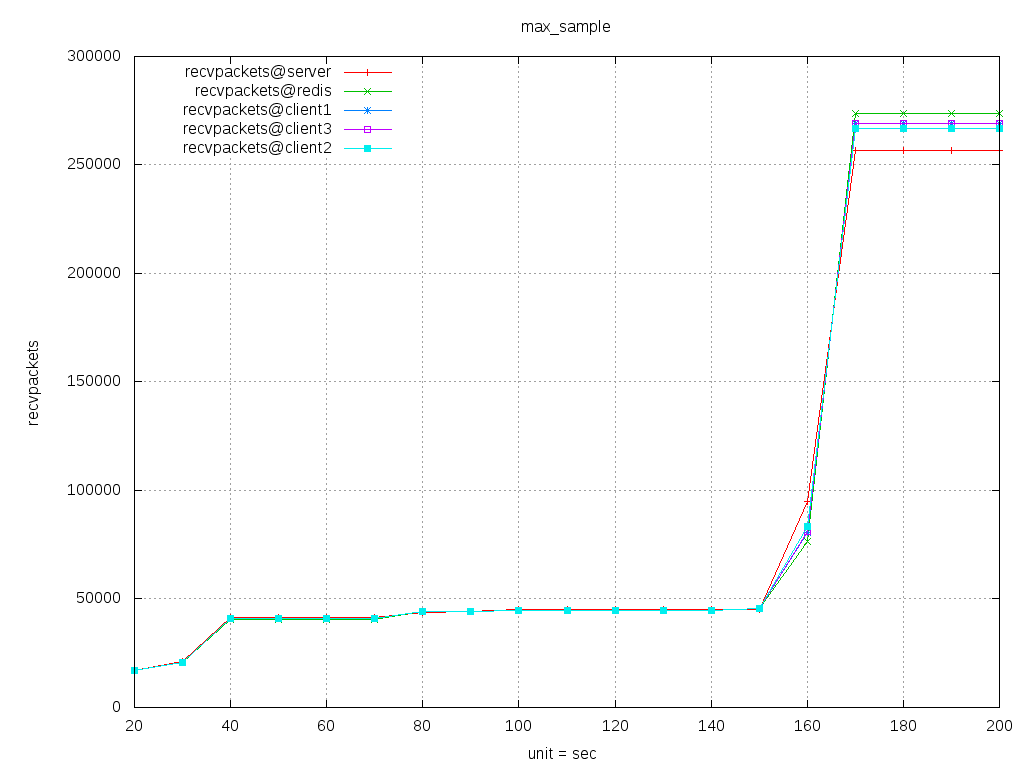 max_sample
300000
250000
200000
150000
100000
50000
0
recvpackets@server
recvpackets@redis
recvpackets@client1
recvpackets@client3
recvpackets@client2
recvpackets
20 40 60 80 100 120 140 160 180 200
unit = sec